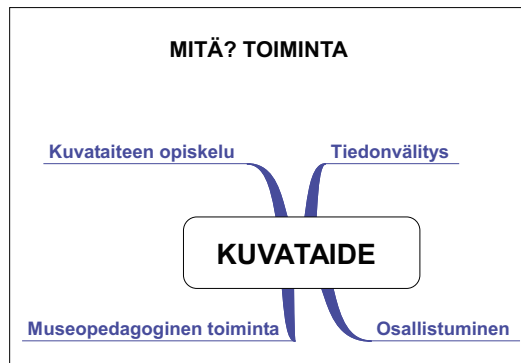 MITÄ? TOIMINTA
Kuvataiteen opiskelu
Tiedonvälitys
KUVATAIDE
Museopedagoginen toiminta
Osallistuminen